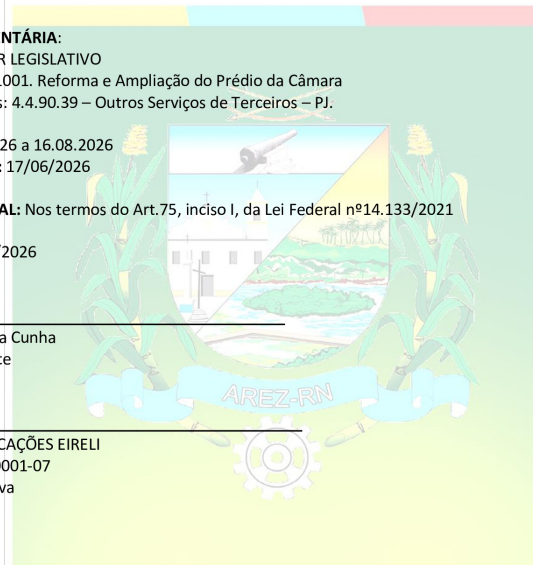 NTÁRIA:
R LEGISLATIVO
1001. Reforma e Ampliação do Prédio da Câmara
s: 4.4.90.39 – Outros Serviços de Terceiros – PJ.
26 a 16.08.2026
: 17/06/2026
AL: Nos termos do Art.75, inciso I, da Lei Federal nº14.133/2021
/2026
a Cunha
ce
AREZ-RN
CAÇÕES EIRELI
0001-07
va